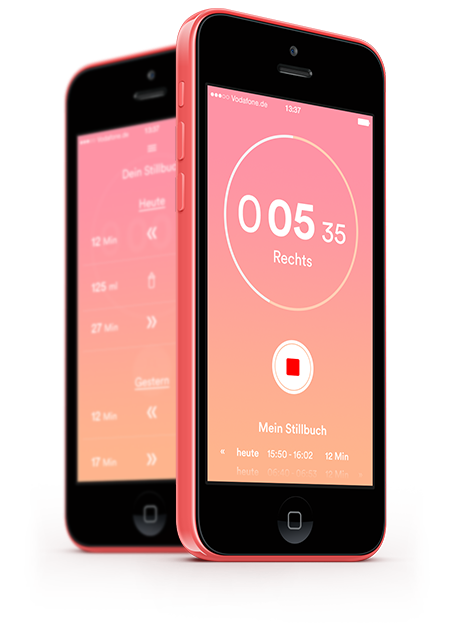 Vodafone.de 13:37
0 05 35
Rechts
Mein Stillbuch
« heute 15:50 - 16:02 12 Min
heute
Vodafone.de 13:37
Dein Stillbuch
Heute
12 Min «
125 ml
27 Min »
Gestern
12 Min «
17 Min »